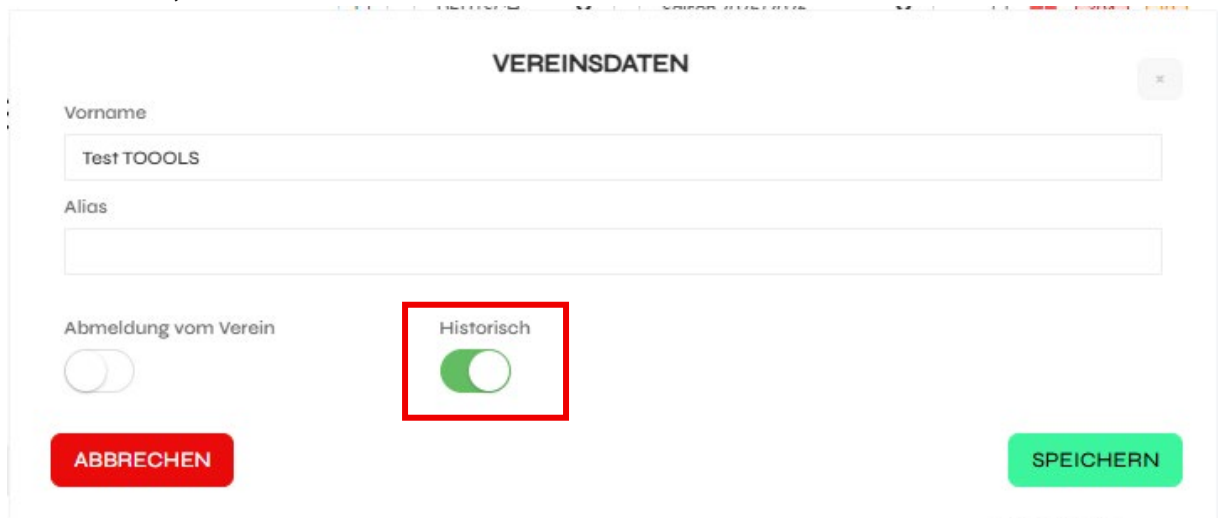 VEREINSDATEN
×
Vorname
Test TOOOLS
Alias
Abmeldung vom Verein
Historisch
ABBRECHEN
SPEICHERN